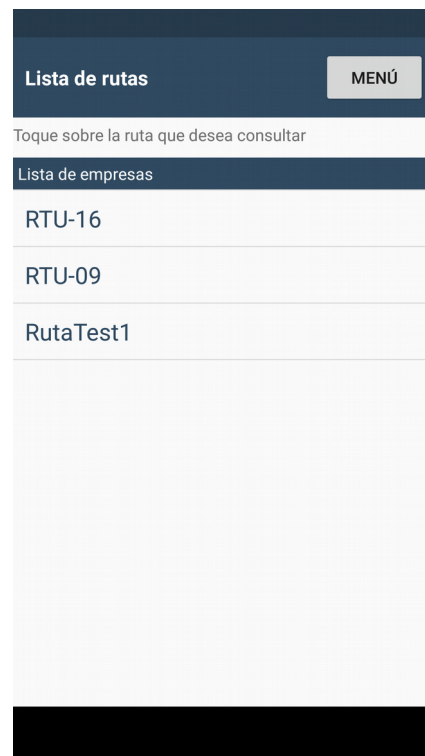 Lista de rutas
MENÚ
Toque sobre la ruta que desea consultar
Lista de empresas
RTU-16
RTU-09
RutaTest1